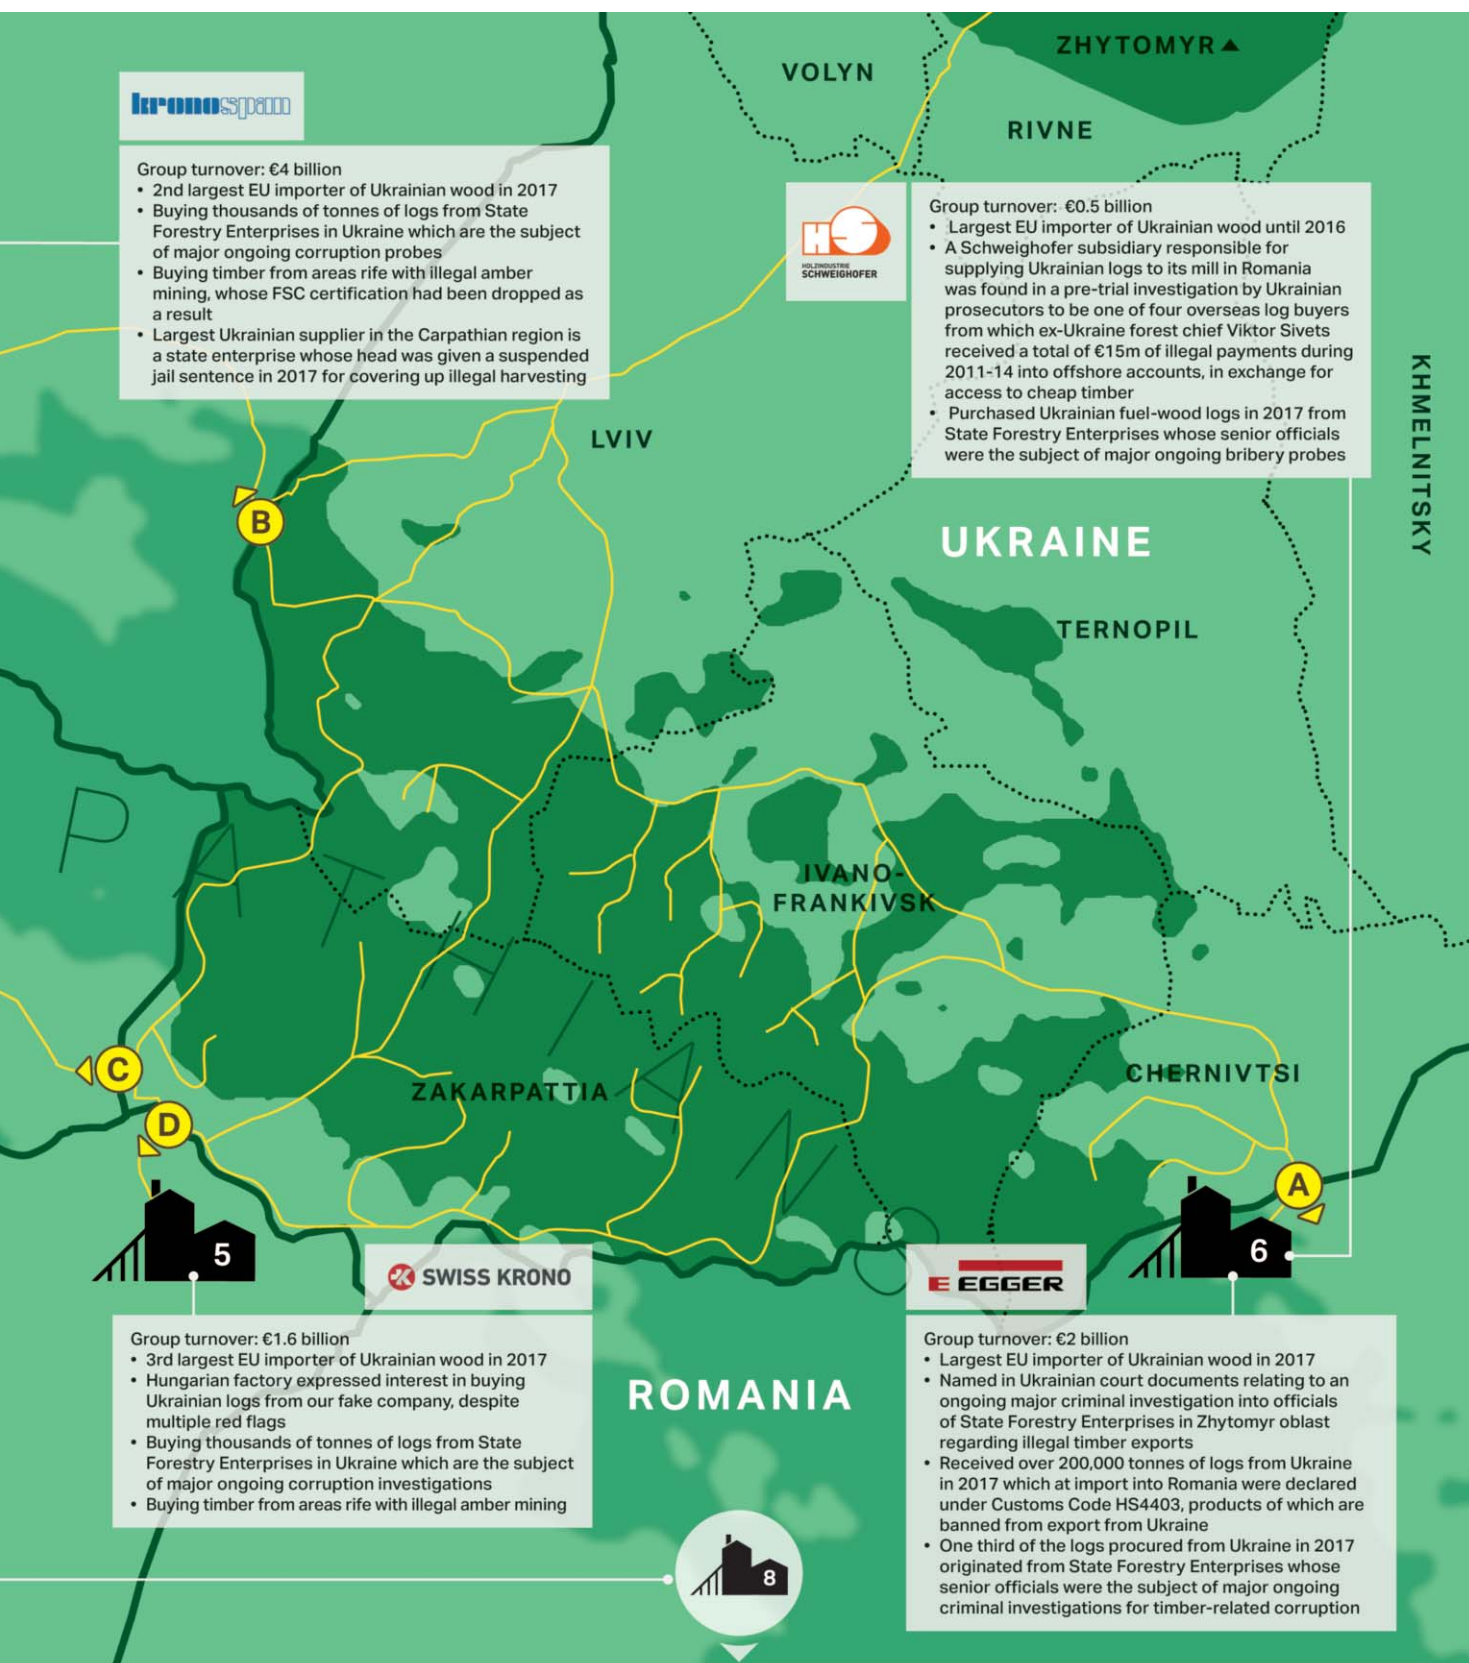 ZHYTOMYR
VOLYN
RIVNE
kronospan
Group turnover: €4 billion
• 2nd largest EU importer of Ukrainian wood in 2017
• Buying thousands of tonnes of logs from State
Forestry Enterprises in Ukraine which are the subject
of major ongoing corruption probes
• Buying timber from areas rife with illegal amber
mining, whose FSC certification had been dropped as
a result
• Largest Ukrainian supplier in the Carpathian region is
a state enterprise whose head was given a suspended
jail sentence in 2017 for covering up illegal harvesting
HS
HOLZINDUSTRIE
SCHWEIGHOFER
Group turnover: €0.5 billion
• Largest EU importer of Ukrainian wood until 2016
• A Schweighofer subsidiary responsible for
supplying Ukrainian logs to its mill in Romania
was found in a pre-trial investigation by Ukrainian
prosecutors to be one of four overseas log buyers
from which ex-Ukraine forest chief Viktor Sivets
received a total of €15m of illegal payments during
2011-14 into offshore accounts, in exchange for
access to cheap timber
• Purchased Ukrainian fuel-wood logs in 2017 from
State Forestry Enterprises whose senior officials
were the subject of major ongoing bribery probes
KHMELNITSKY
LVIV
B
UKRAINE
TERNOPIL
PATHIAN
IVANO-
FRANKIVSK
C
ZAKARPATTIA
CHERNIVTSI
D
A
5
6
SWISS KRONO
Group turnover: €1.6 billion
• 3rd largest EU importer of Ukrainian wood in 2017
• Hungarian factory expressed interest in buying
Ukrainian logs from our fake company, despite
multiple red flags
• Buying thousands of tonnes of logs from State
Forestry Enterprises in Ukraine which are the subject
of major ongoing corruption investigations
• Buying timber from areas rife with illegal amber mining
E EGGER
Group turnover: €2 billion
• Largest EU importer of Ukrainian wood in 2017
• Named in Ukrainian court documents relating to an
ongoing major criminal investigation into officials
of State Forestry Enterprises in Zhytomyr oblast
regarding illegal timber exports
• Received over 200,000 tonnes of logs from Ukraine
in 2017 which at import into Romania were declared
under Customs Code HS4403, products of which are
banned from export from Ukraine
• One third of the logs procured from Ukraine in 2017
originated from State Forestry Enterprises whose
senior officials were the subject of major ongoing
criminal investigations for timber-related corruption
ROMANIA
8